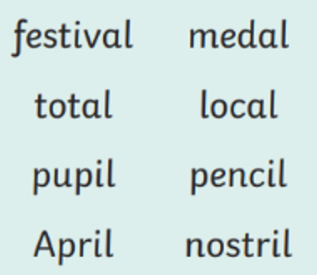 festival medal
total local
pupil pencil
April nostril